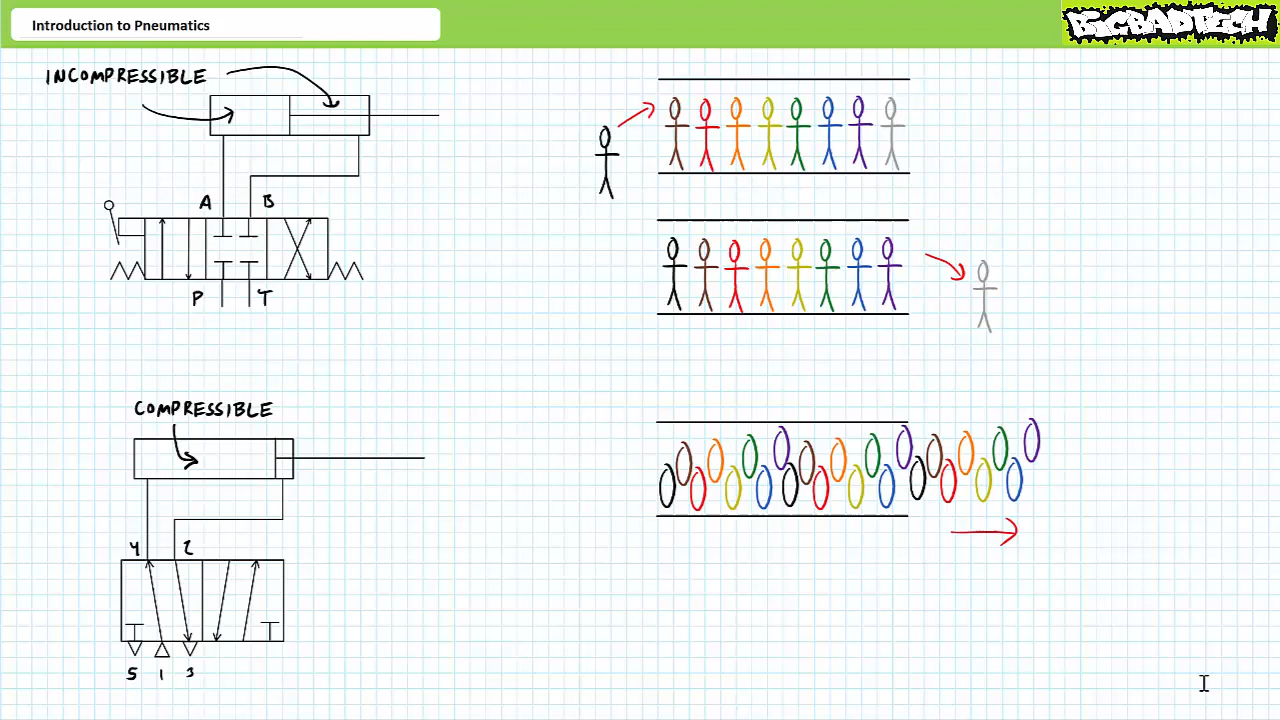 Introduction to Pneumatics
BIGBADTECH
INCOMPRESSIBLE
A B
P T
COMPRESSIBLE
4 2
5 1 3